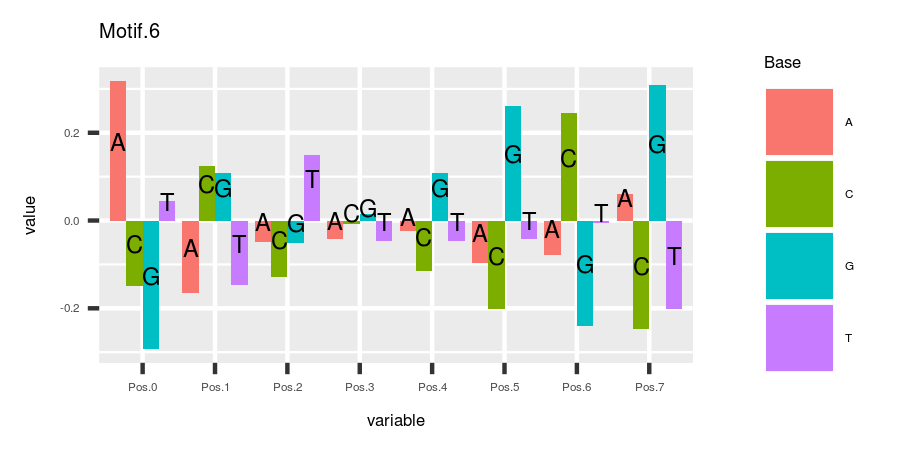 Motif.6
Base
A
C
G
T
value
0.2
0.0
-0.2
A C G T
A C G T
A C G T
A C G T
A C G T
A C G T
A C G T
A C G T
Pos.0 Pos.1 Pos.2 Pos.3 Pos.4 Pos.5 Pos.6 Pos.7
variable